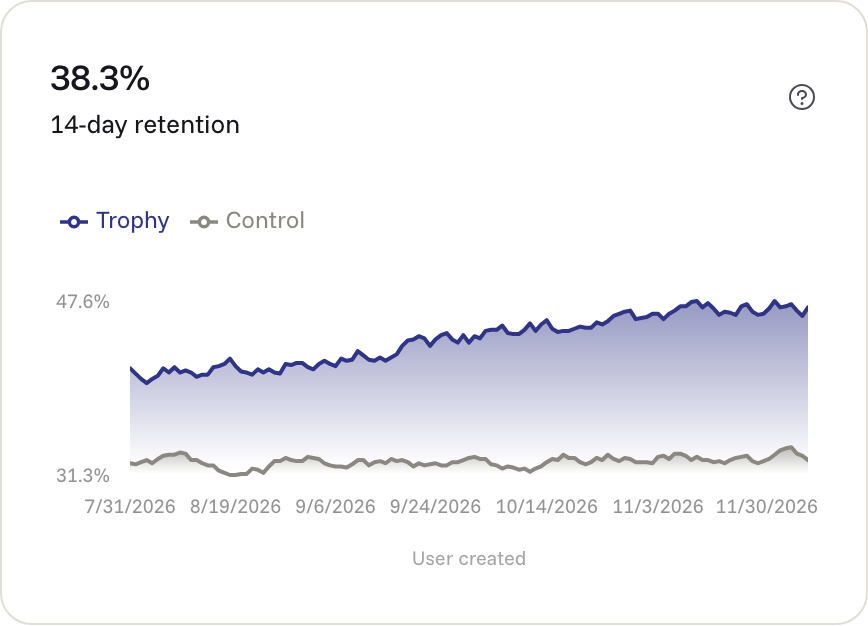 38.3%
14-day retention
Trophy Control
47.6%
31.3%
7/31/2026 8/19/2026 9/6/2026 9/24/2026 10/14/2026 11/3/2026 11/30/2026
User created